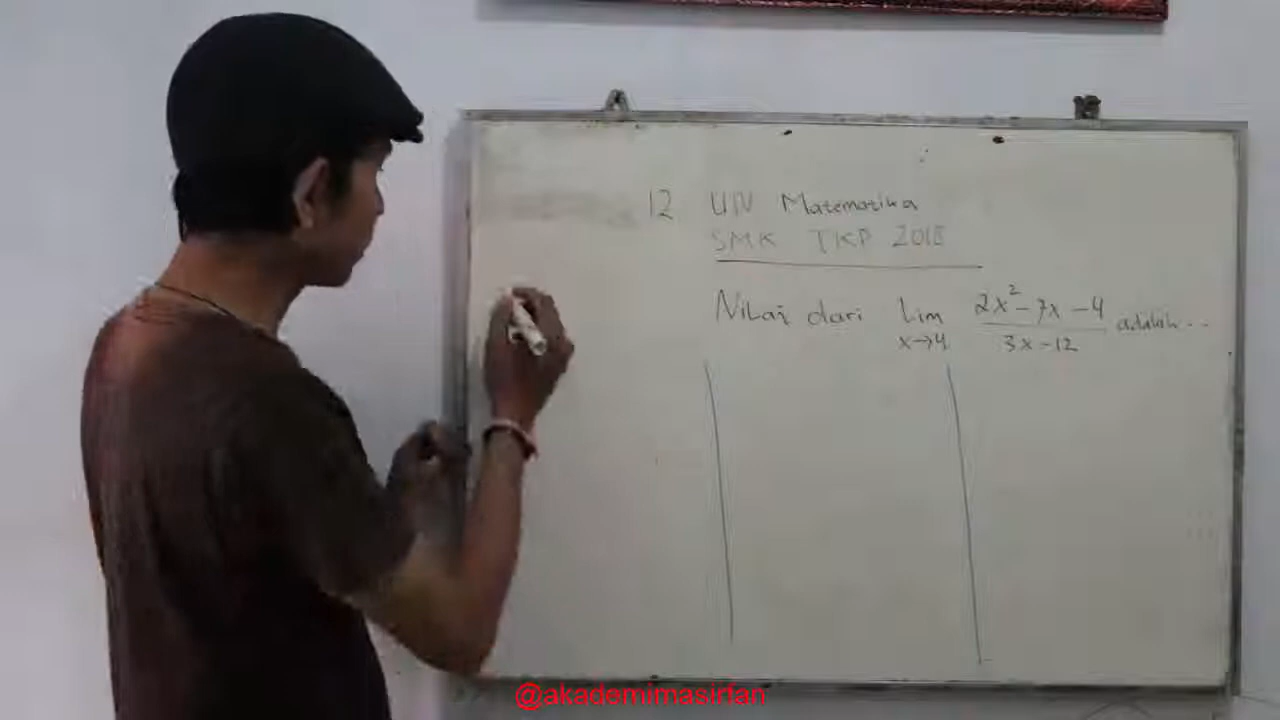 12 UN Matematika
SMK TKP 2018
Nilai dari lim 2x² - 7x - 4 adalah ...
x→4 3x - 12
@akademimasirfan